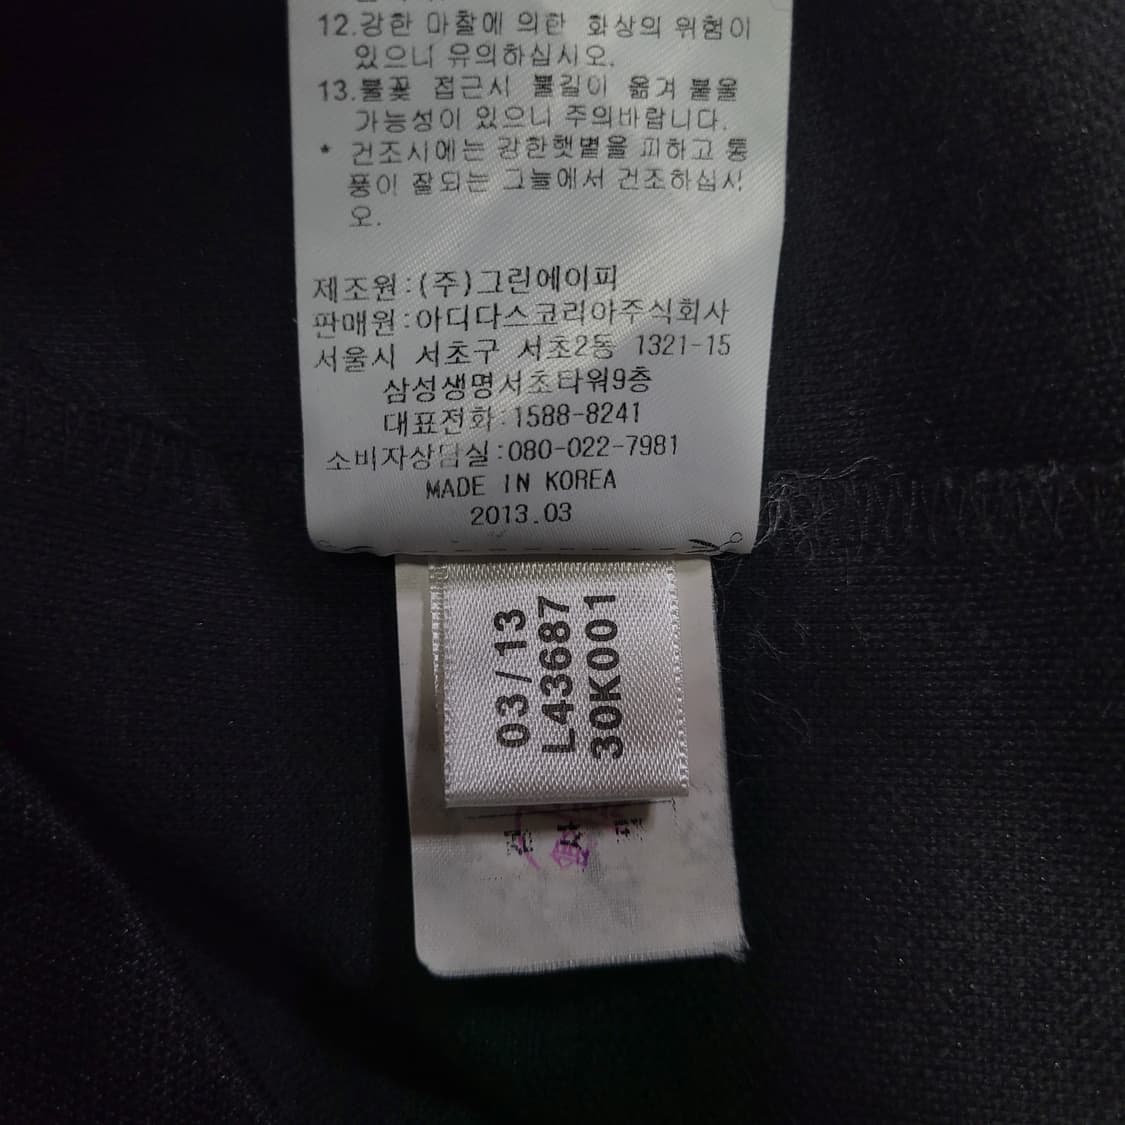 12.강한 마찰에 의한 화상의 위험이
있으니 유의하십시오.
13.불꽃 접근시 불길이 옮겨 붙을
가능성이 있으니 주의바랍니다.
* 건조시에는 강한햇볕을 피하고 통
풍이 잘되는 그늘에서 건조하십시
오.
제조원:(주)그린에이피
판매원:아디다스코리아주식회사
서울시 서초구 서초2동 1321-15
삼성생명서초타워9층
대표전화:1588-8241
소비자상담실:080-022-7981
MADE IN KOREA
2013.03
03/13
L43687
30K001